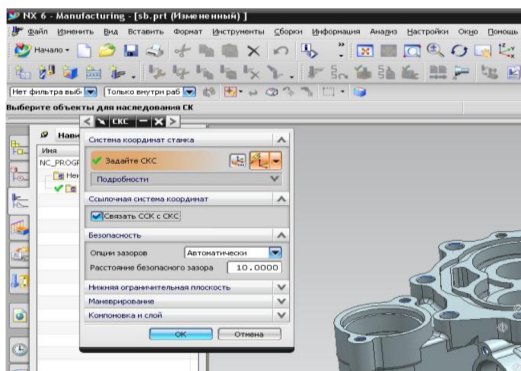 NX 6 - Manufacturing - [sb.prt (Измененный) ]
Файл Изменить Вид Вставить Формат Инструменты Сборки Информация Анализ Настройки Окно Помощь
Начало
Нет фильтра выб Только внутри раб
Выберите объекты для наследования СК
СКС
Нави
Имя
NC_PROGR
Неи
Система координат станка
Задайте СКС
Подробности
Ссылочная система координат
Связать ССК с СКС
Безопасность
Опции зазоров Автоматически
Расстояние безопасного зазора 10.0000
Нижняя ограничительная плоскость
Маневрирование
Компоновка и слой
ОК Отмена